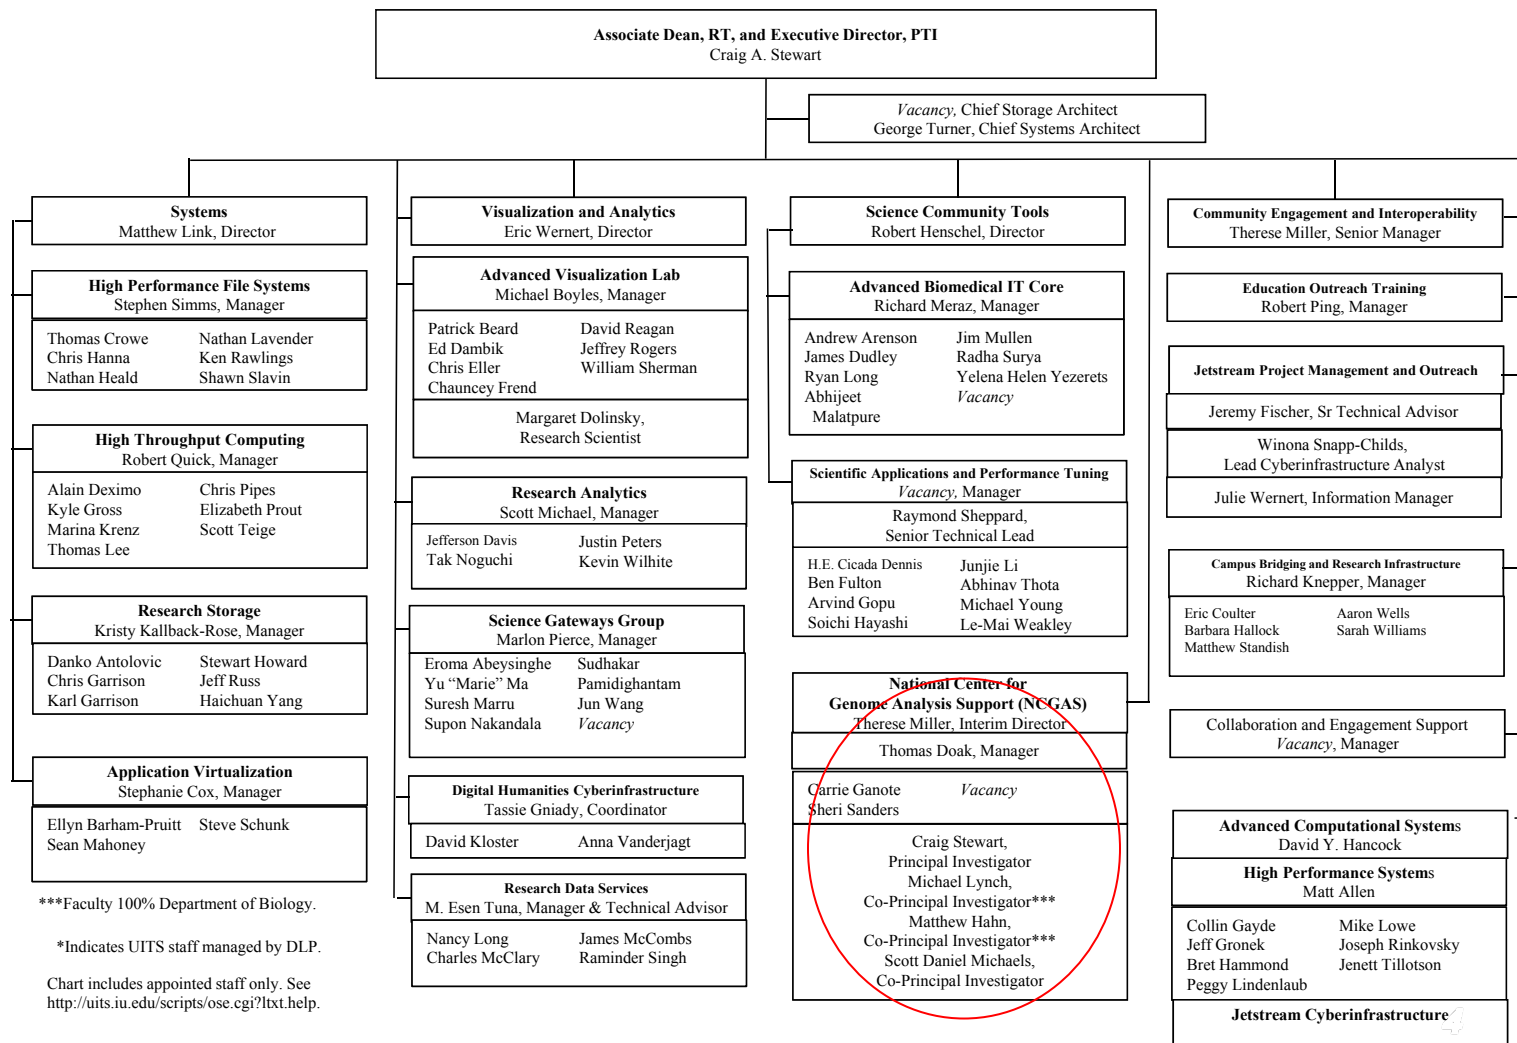 Associate Dean, RT, and Executive Director, PTI
Craig A. Stewart
Vacancy, Chief Storage Architect
George Turner, Chief Systems Architect
Systems
Matthew Link, Director
High Performance File Systems
Stephen Simms, Manager
Thomas Crowe Nathan Lavender
Chris Hanna Ken Rawlings
Nathan Heald Shawn Slavin
High Throughput Computing
Robert Quick, Manager
Alain Deximo Chris Pipes
Kyle Gross Elizabeth Prout
Marina Krenz Scott Teige
Thomas Lee
Research Storage
Kristy Kallback-Rose, Manager
Danko Antolovic Stewart Howard
Chris Garrison Jeff Russ
Karl Garrison Haichuan Yang
Application Virtualization
Stephanie Cox, Manager
Ellyn Barham-Pruitt Steve Schunk
Sean Mahoney
***Faculty 100% Department of Biology.
*Indicates UITS staff managed by DLP.
Chart includes appointed staff only. See
http://uits.iu.edu/scripts/ose.cgi?ltxt.help.
Visualization and Analytics
Eric Wernert, Director
Advanced Visualization Lab
Michael Boyles, Manager
Patrick Beard David Reagan
Ed Dambik Jeffrey Rogers
Chris Eller William Sherman
Chauncey Frend
Margaret Dolinsky,
Research Scientist
Research Analytics
Scott Michael, Manager
Jefferson Davis Justin Peters
Tak Noguchi Kevin Wilhite
Science Gateways Group
Marlon Pierce, Manager
Eroma Abeysinghe Sudhakar
Yu “Marie” Ma Pamidighantam
Suresh Marru Jun Wang
Supon Nakandala Vacancy
Digital Humanities Cyberinfrastructure
Tassie Gniady, Coordinator
David Kloster Anna Vanderjagt
Research Data Services
M. Esen Tuna, Manager & Technical Advisor
Nancy Long James McCombs
Charles McClary Raminder Singh
Science Community Tools
Robert Henschel, Director
Advanced Biomedical IT Core
Richard Meraz, Manager
Andrew Arenson Jim Mullen
James Dudley Radha Surya
Ryan Long Yelena Helen Yezerets
Abhijeet Vacancy
Malatpure
Scientific Applications and Performance Tuning
Vacancy, Manager
Raymond Sheppard,
Senior Technical Lead
H.E. Cicada Dennis Junjie Li
Ben Fulton Abhinav Thota
Arvind Gopu Michael Young
Soichi Hayashi Le-Mai Weakley
National Center for
Genome Analysis Support (NCGAS)
Therese Miller, Interim Director
Thomas Doak, Manager
Carrie Ganote Vacancy
Sheri Sanders
Craig Stewart,
Principal Investigator
Michael Lynch,
Co-Principal Investigator***
Matthew Hahn,
Co-Principal Investigator***
Scott Daniel Michaels,
Co-Principal Investigator
Community Engagement and Interoperability
Therese Miller, Senior Manager
Education Outreach Training
Robert Ping, Manager
Jetstream Project Management and Outreach
Jeremy Fischer, Sr Technical Advisor
Winona Snapp-Childs,
Lead Cyberinfrastructure Analyst
Julie Wernert, Information Manager
Campus Bridging and Research Infrastructure
Richard Knepper, Manager
Eric Coulter Aaron Wells
Barbara Hallock Sarah Williams
Matthew Standish
Collaboration and Engagement Support
Vacancy, Manager
Advanced Computational Systems
David Y. Hancock
High Performance Systems
Matt Allen
Collin Gayde Mike Lowe
Jeff Gronek Joseph Rinkovsky
Bret Hammond Jenett Tillotson
Peggy Lindenlaub
Jetstream Cyberinfrastructure
4